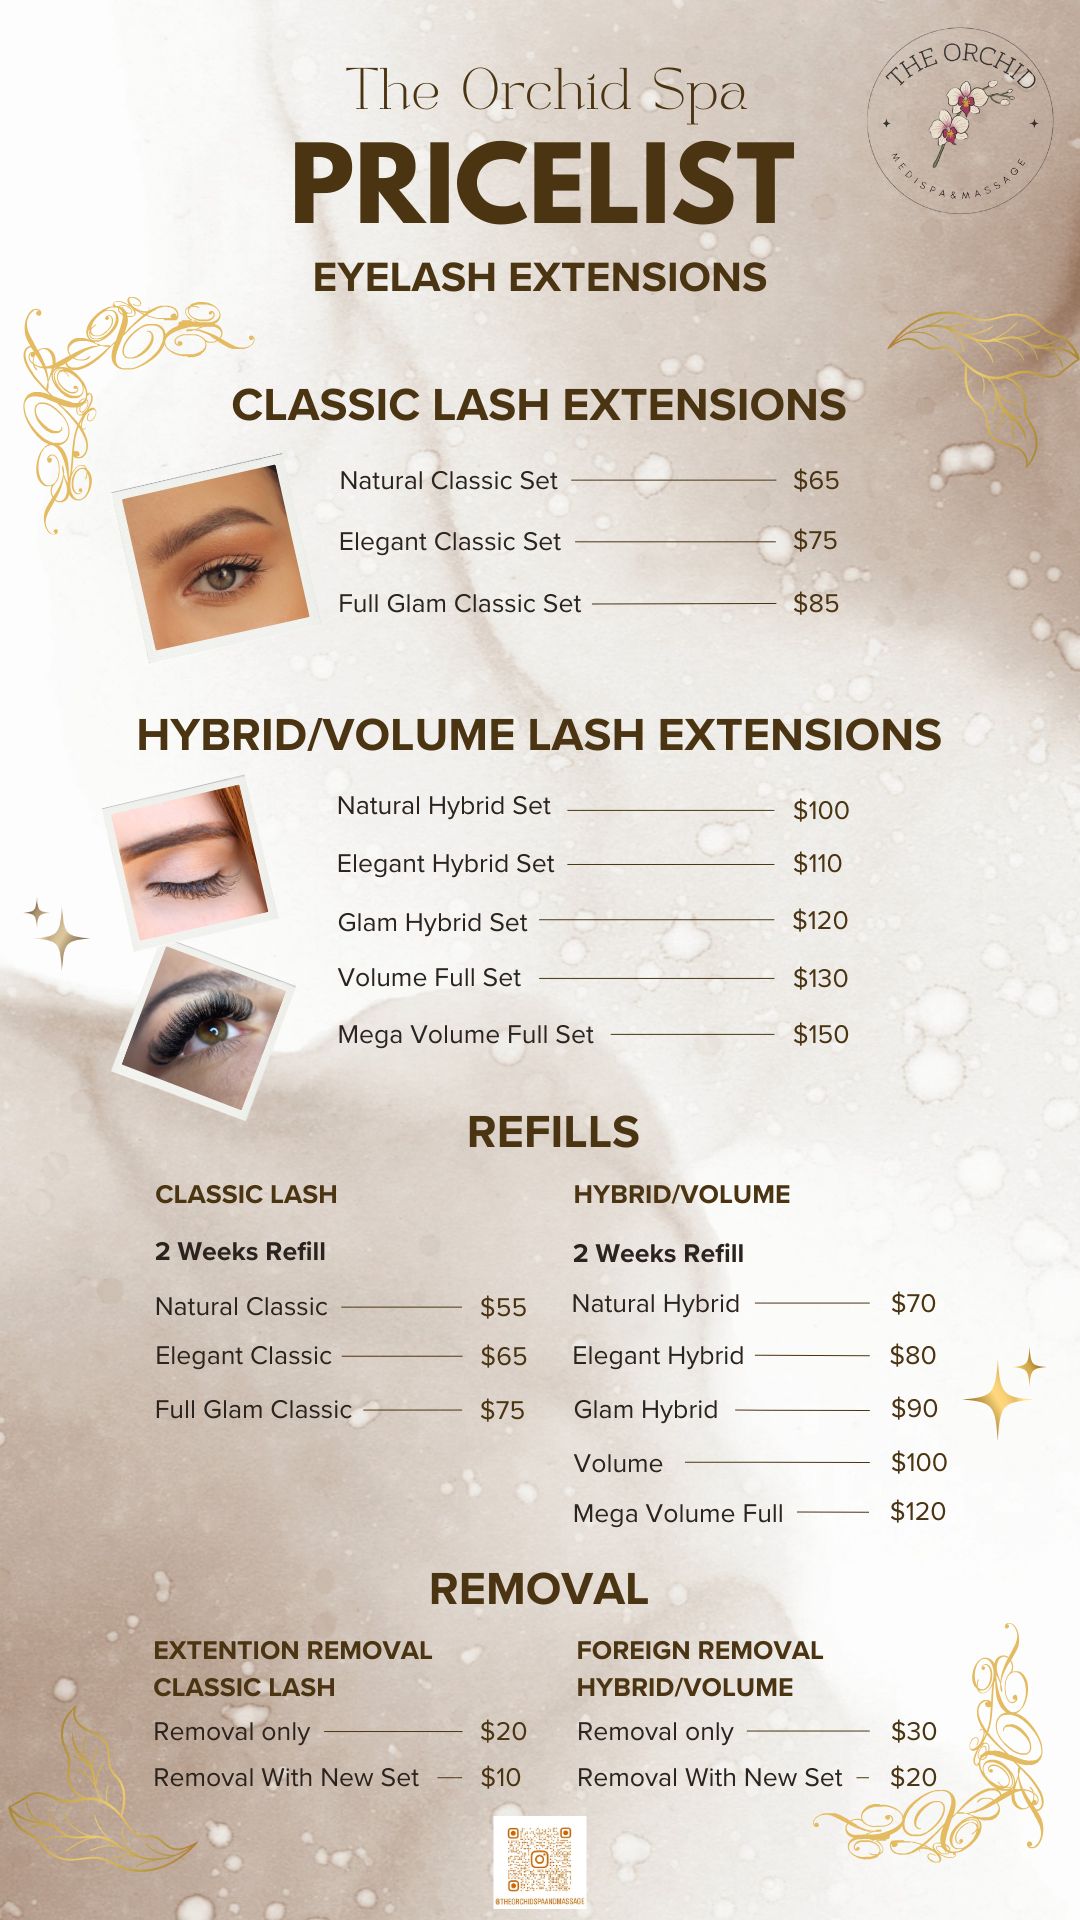 The Orchid Spa
THE ORCHID
MEDISPA & MASSAGE
PRICELIST
EYELASH EXTENSIONS
CLASSIC LASH EXTENSIONS
Natural Classic Set $65
Elegant Classic Set $75
Full Glam Classic Set $85
HYBRID/VOLUME LASH EXTENSIONS
Natural Hybrid Set $100
Elegant Hybrid Set $110
Glam Hybrid Set $120
Volume Full Set $130
Mega Volume Full Set $150
REFILLS
CLASSIC LASH
2 Weeks Refill
Natural Classic $55
Elegant Classic $65
Full Glam Classic $75
HYBRID/VOLUME
2 Weeks Refill
Natural Hybrid $70
Elegant Hybrid $80
Glam Hybrid $90
Volume $100
Mega Volume Full $120
REMOVAL
EXTENTION REMOVAL
CLASSIC LASH
Removal only $20
Removal With New Set $10
FOREIGN REMOVAL
HYBRID/VOLUME
Removal only $30
Removal With New Set $20
@THEORCHIDSPAANDMASSAGE